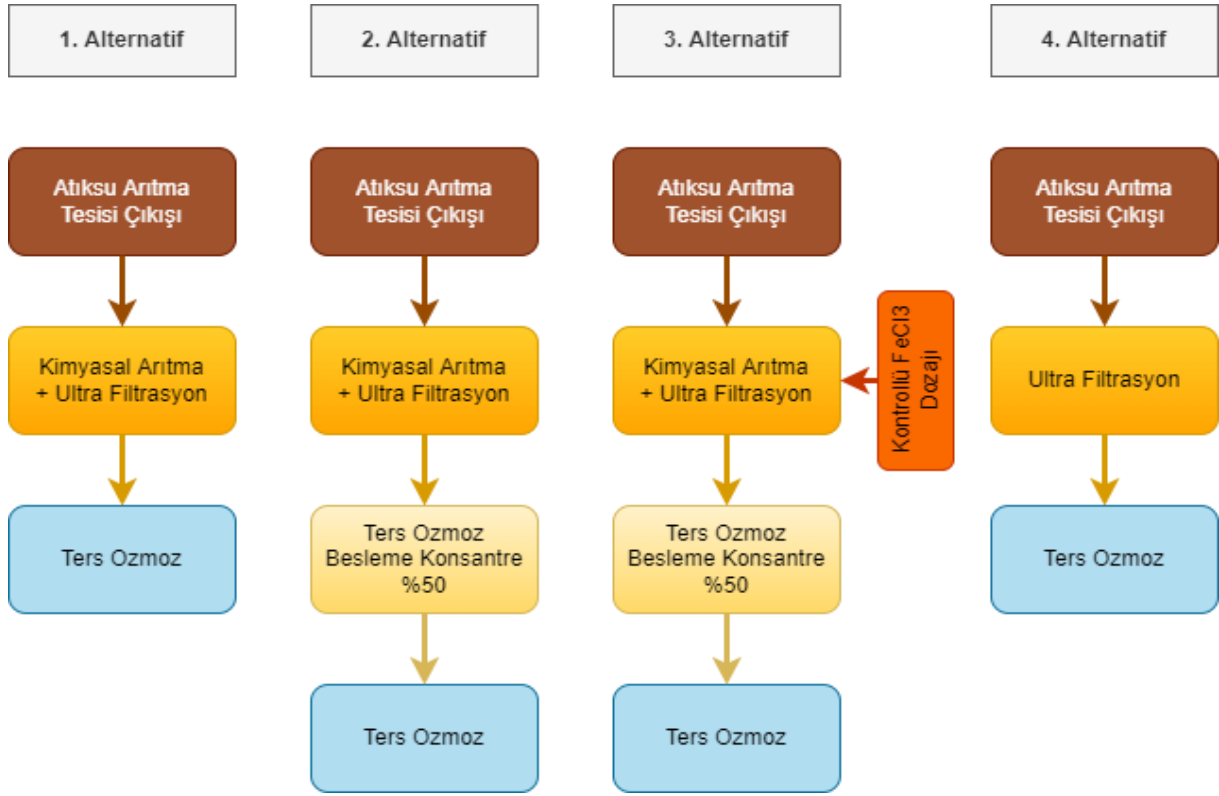 1. Alternatif
2. Alternatif
3. Alternatif
4. Alternatif
Atıksu Arıtma
Tesisi Çıkışı
Atıksu Arıtma
Tesisi Çıkışı
Atıksu Arıtma
Tesisi Çıkışı
Atıksu Arıtma
Tesisi Çıkışı
Kimyasal Arıtma
+ Ultra Filtrasyon
Kimyasal Arıtma
+ Ultra Filtrasyon
Kimyasal Arıtma
+ Ultra Filtrasyon
Kontrollü FeCl3
Dozajı
Ultra Filtrasyon
Ters Ozmoz
Ters Ozmoz
Besleme Konsantre
%50
Ters Ozmoz
Besleme Konsantre
%50
Ters Ozmoz
Ters Ozmoz
Ters Ozmoz